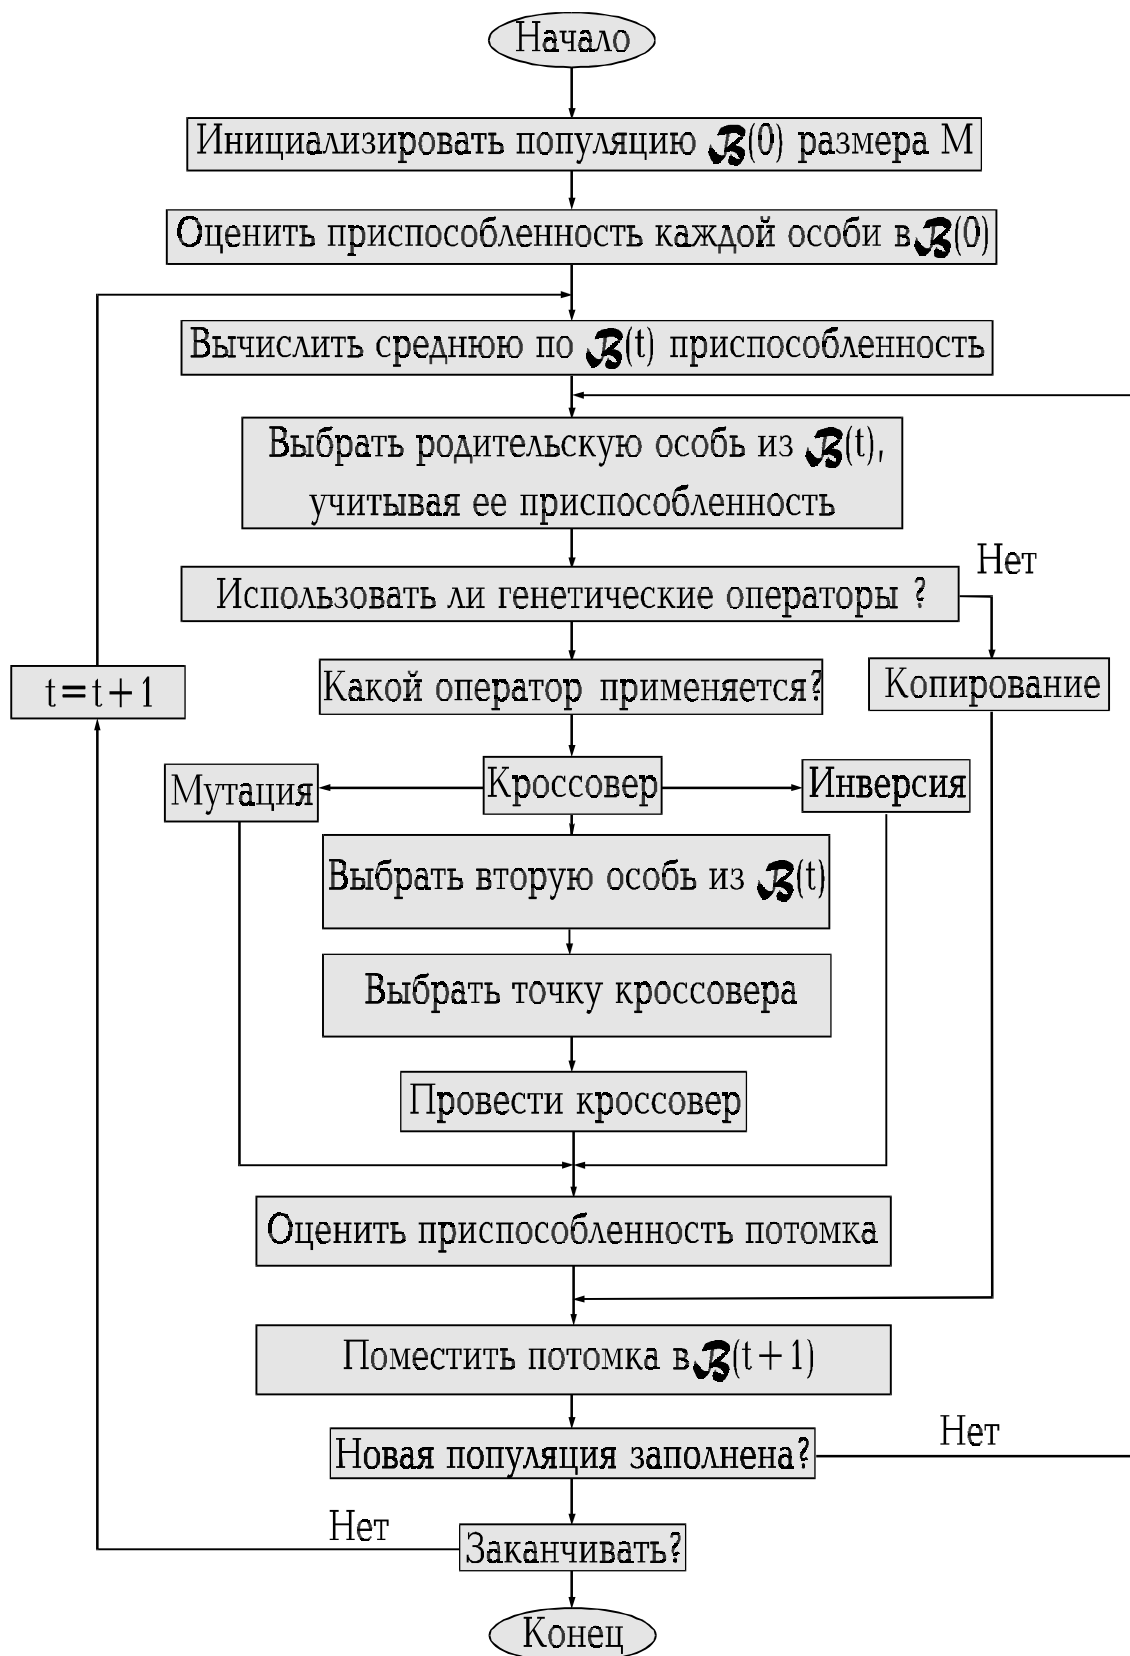 Начало
Инициализировать популяцию ℬ(0) размера М
Оценить приспособленность каждой особи в ℬ(0)
Вычислить среднюю по ℬ(t) приспособленность
Выбрать родительскую особь из ℬ(t),
учитывая ее приспособленность
Нет
Использовать ли генетические операторы ?
t=t+1
Какой оператор применяется?
Копирование
Мутация
Кроссовер
Инверсия
Выбрать вторую особь из ℬ(t)
Выбрать точку кроссовера
Провести кроссовер
Оценить приспособленность потомка
Поместить потомка в ℬ(t+1)
Новая популяция заполнена?
Нет
Нет
Заканчивать?
Конец